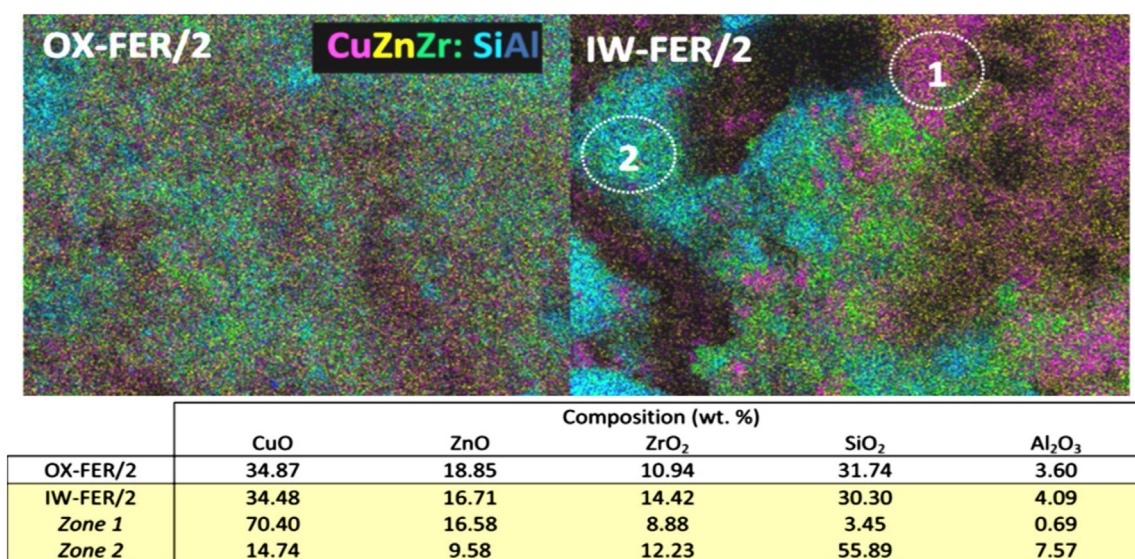 OX-FER/2 CuZnZr: SiAl IW-FER/2
1
2
Composition (wt. %)
CuO ZnO ZrO₂ SiO₂ Al₂O₃
OX-FER/2 34.87 18.85 10.94 31.74 3.60
IW-FER/2 34.48 16.71 14.42 30.30 4.09
Zone 1 70.40 16.58 8.88 3.45 0.69
Zone 2 14.74 9.58 12.23 55.89 7.57